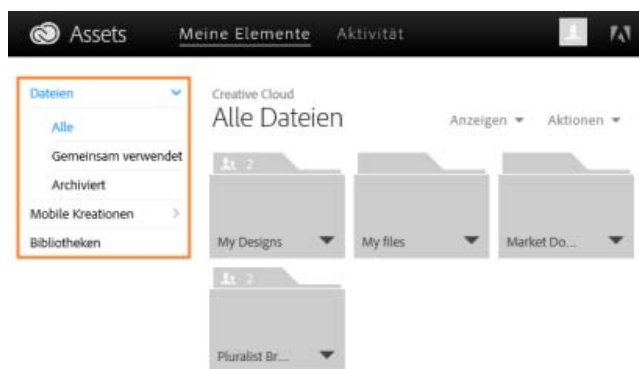 Assets Meine Elemente Aktivität
Dateien
Alle
Gemeinsam verwendet
Archiviert
Mobile Kreationen
Bibliotheken
Creative Cloud
Alle Dateien
Anzeigen Aktionen
2
My Designs
My files
Market Do...
2
Pluralist Br...